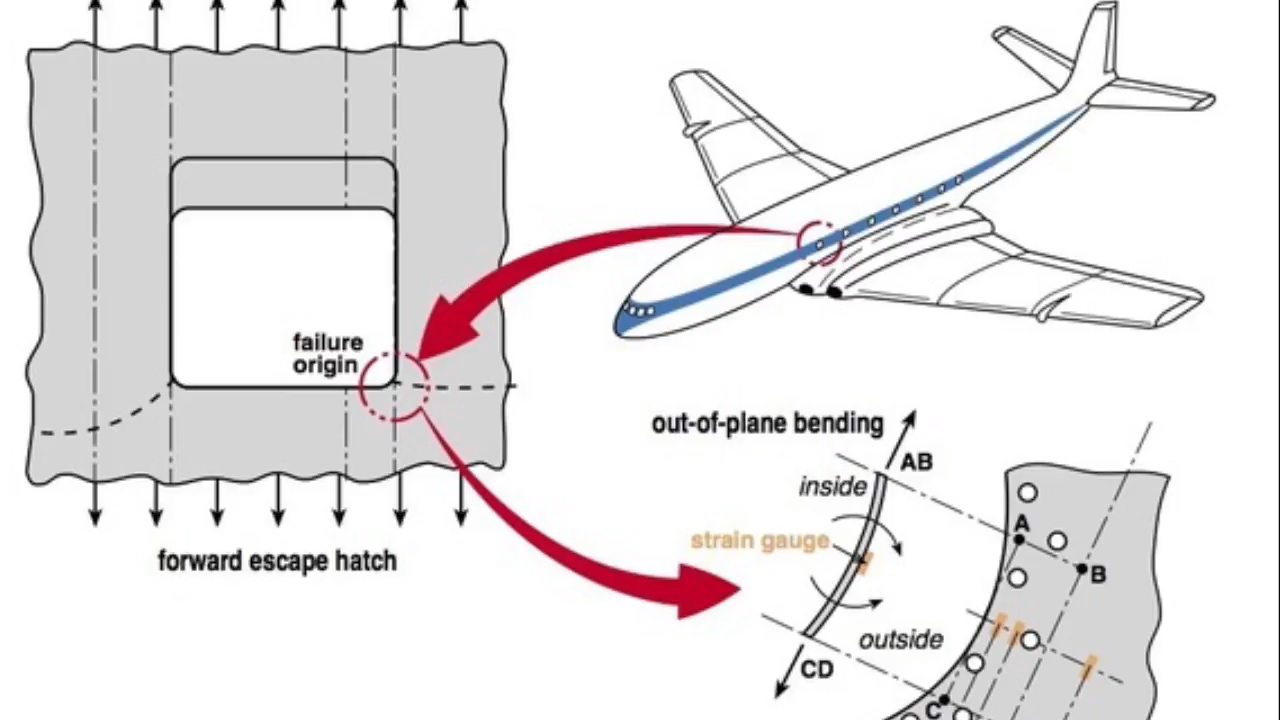 failure
origin
forward escape hatch
out-of-plane bending
AB
inside
strain gauge
outside
CD
A
B
C